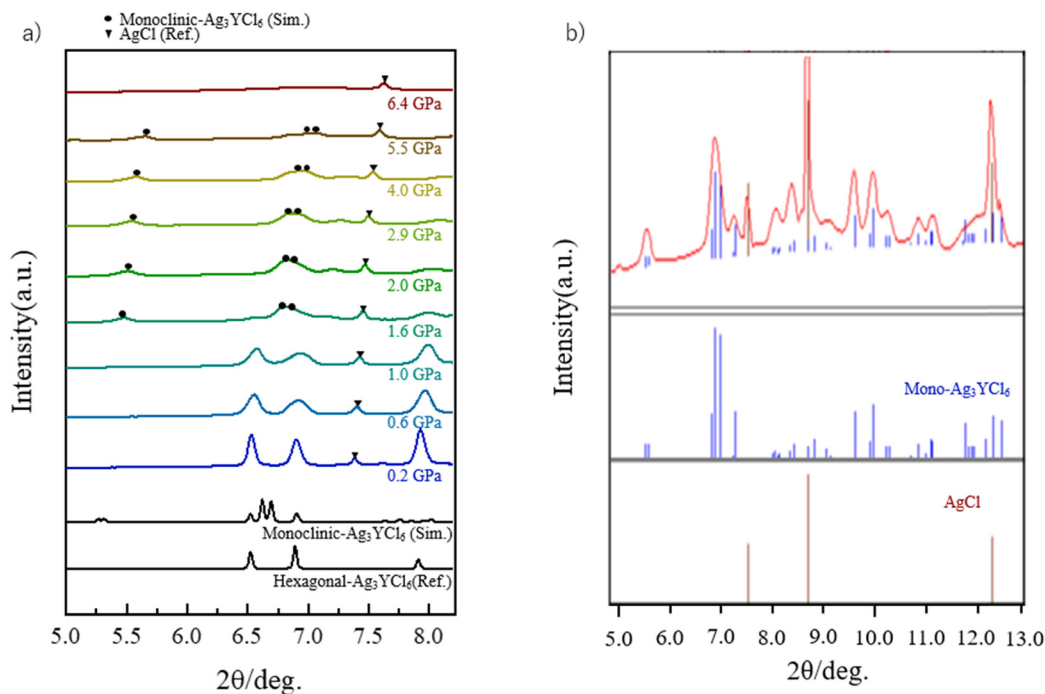 a)
● Monoclinic-Ag₃YCl₆ (Sim.)
▼ AgCl (Ref.)
Intensity(a.u.)
6.4 GPa
5.5 GPa
4.0 GPa
2.9 GPa
2.0 GPa
1.6 GPa
1.0 GPa
0.6 GPa
0.2 GPa
Monoclinic-Ag₃YCl₆ (Sim.)
Hexagonal-Ag₃YCl₆(Ref.)
5.0 5.5 6.0 6.5 7.0 7.5 8.0
2θ/deg.
b)
Intensity(a.u.)
Mono-Ag₃YCl₆
AgCl
5.0 6.0 7.0 8.0 9.0 10.0 11.0 12.0 13.0
2θ/deg.